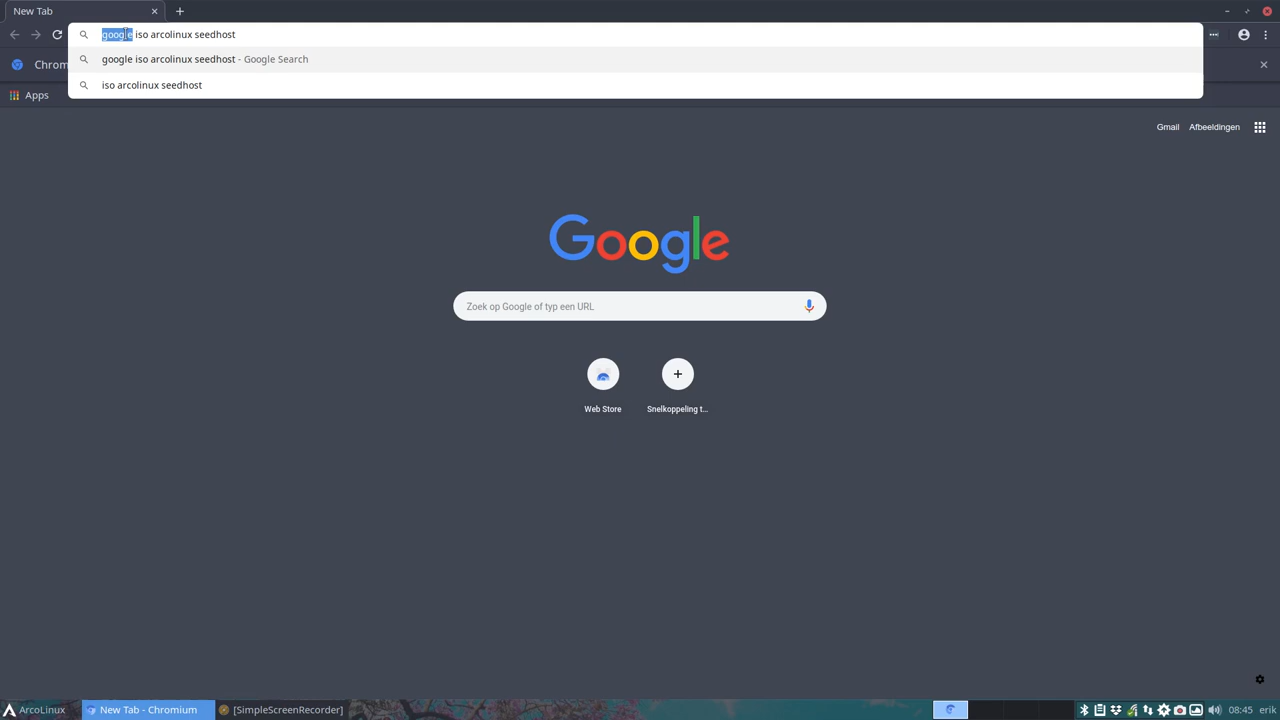 New Tab
google iso arcolinux seedhost
google iso arcolinux seedhost - Google Search
Chrom
iso arcolinux seedhost
Apps
Gmail Afbeeldingen
Google
Zoek op Google of typ een URL
Web Store Snelkoppeling t...
ArcoLinux New Tab - Chromium [SimpleScreenRecorder] 08:45 erik